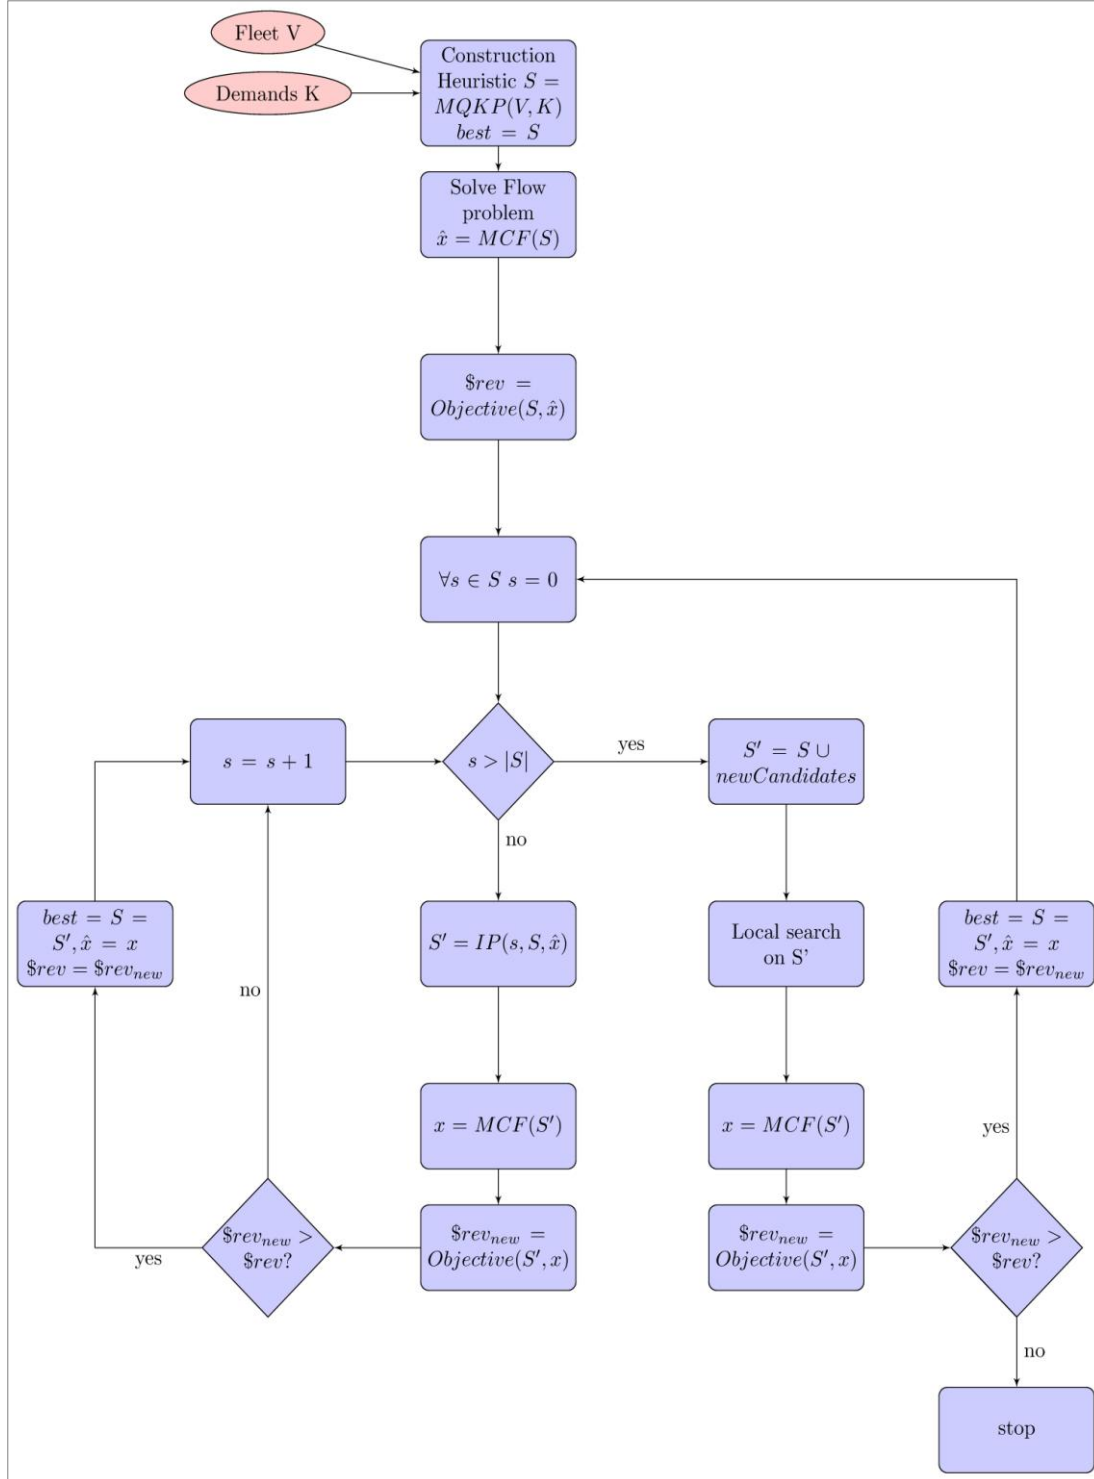 Fleet V
Demands K
Construction
Heuristic S =
MQKP(V, K)
best = S
Solve Flow
problem
x̂ = MCF(S)
$rev =
Objective(S, x̂)
∀s ∈ S s = 0
s = s + 1
s > |S|
yes
S′ = S ∪
newCandidates
no
best = S =
S′, x̂ = x
$rev = $rev_new
S′ = IP(s, S, x̂)
Local search
on S'
best = S =
S′, x̂ = x
$rev = $rev_new
no
x = MCF(S′)
x = MCF(S′)
yes
$rev_new >
$rev?
yes
$rev_new =
Objective(S′, x)
$rev_new =
Objective(S′, x)
$rev_new >
$rev?
no
stop